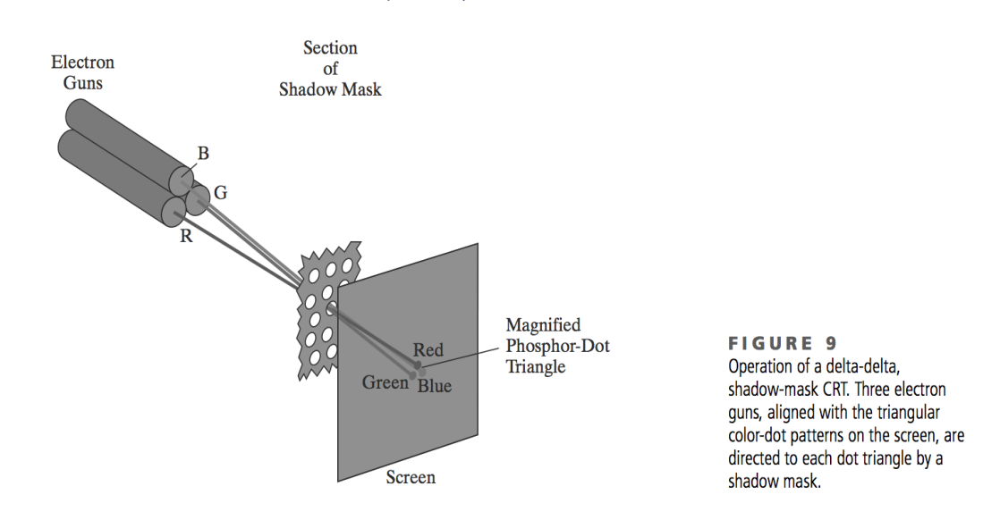 Electron
Guns
Section
of
Shadow Mask
B
G
R
Red
Green
Blue
Magnified
Phosphor-Dot
Triangle
Screen
FIGURE 9
Operation of a delta-delta,
shadow-mask CRT. Three electron
guns, aligned with the triangular
color-dot patterns on the screen, are
directed to each dot triangle by a
shadow mask.